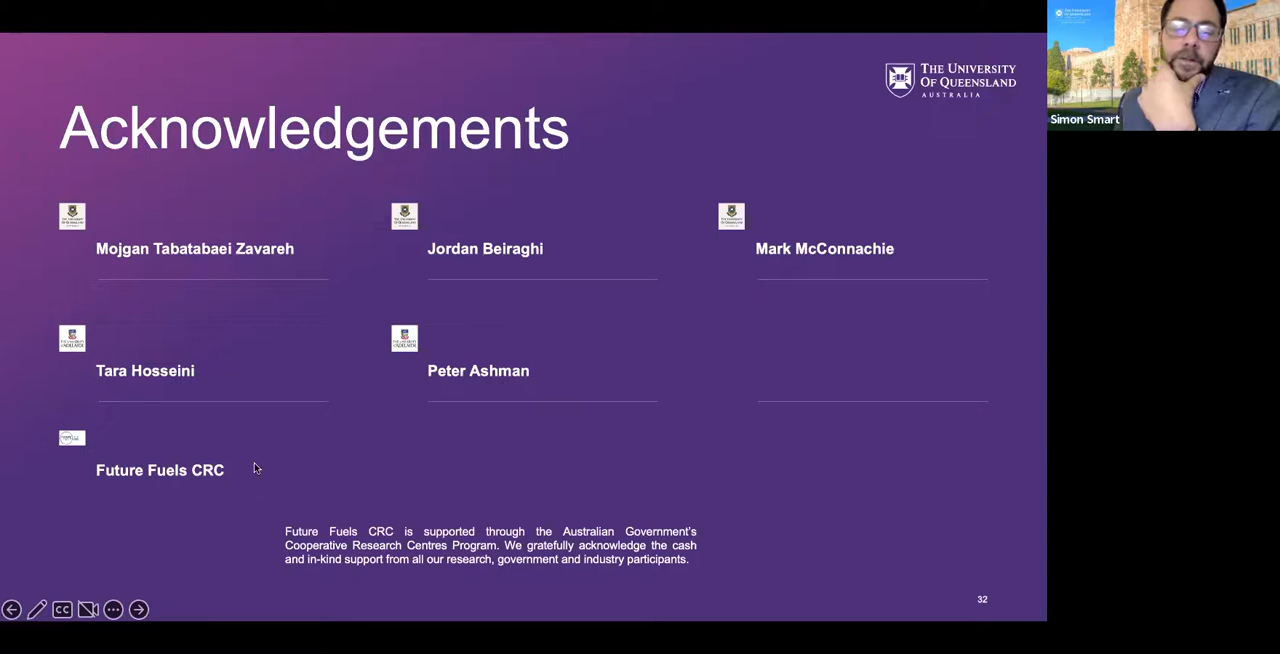 THE UNIVERSITY
OF QUEENSLAND
AUSTRALIA
Simon Smart
Acknowledgements
Mojgan Tabatabaei Zavareh
Jordan Beiraghi
Mark McConnachie
Tara Hosseini
Peter Ashman
Future Fuels CRC
Future Fuels CRC is supported through the Australian Government's
Cooperative Research Centres Program. We gratefully acknowledge the cash
and in-kind support from all our research, government and industry participants.
32
CC